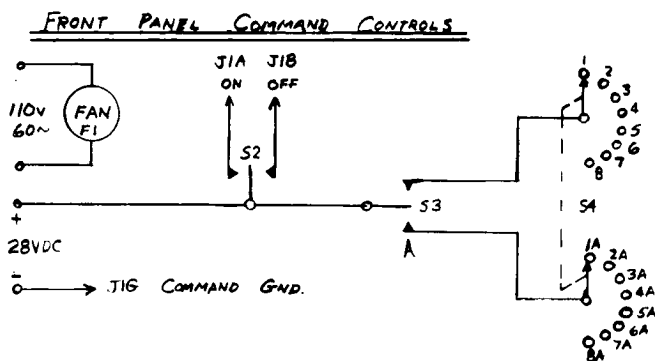 FRONT PANEL COMMAND CONTROLS
J1A J1B
ON OFF
110V
60~
FAN
F1
S2
+
28VDC
-
J1G COMMAND GND.
S3
A
S4
1
2
3
4
5
6
7
8
1A
2A
3A
4A
5A
6A
7A
8A